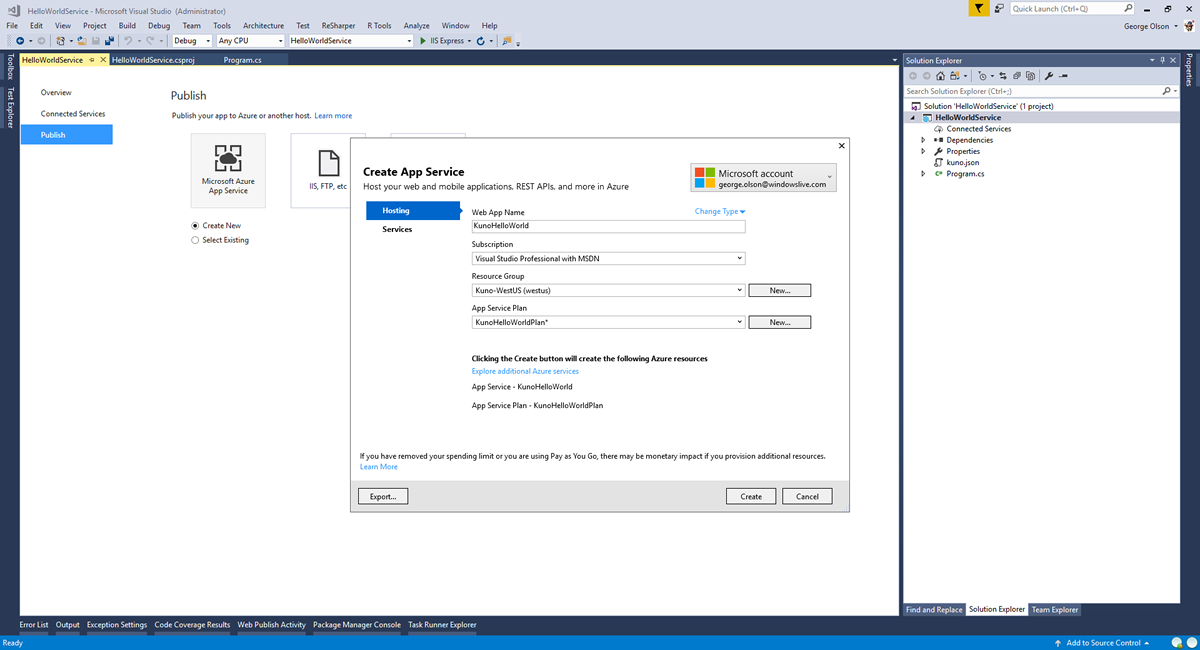 HelloWorldService - Microsoft Visual Studio (Administrator)
Quick Launch (Ctrl+Q)
File Edit View Project Build Debug Team Tools Architecture Test ReSharper R Tools Analyze Window Help
George Olson
Debug Any CPU HelloWorldService IIS Express
Toolbox
Test Explorer
HelloWorldService HelloWorldService.csproj Program.cs
Overview
Connected Services
Publish
Publish
Publish your app to Azure or another host. Learn more
Microsoft Azure
App Service
IIS, FTP, etc
Create New
Select Existing
Create App Service
Host your web and mobile applications, REST APIs, and more in Azure
Microsoft account
george.olson@windowslive.com
Hosting
Services
Web App Name
Change Type
KunoHelloWorld
Subscription
Visual Studio Professional with MSDN
Resource Group
Kuno-WestUS (westus)
New...
App Service Plan
KunoHelloWorldPlan*
New...
Clicking the Create button will create the following Azure resources
Explore additional Azure services
App Service - KunoHelloWorld
App Service Plan - KunoHelloWorldPlan
If you have removed your spending limit or you are using Pay as You Go, there may be monetary impact if you provision additional resources.
Learn More
Export...
Create
Cancel
Solution Explorer
Search Solution Explorer (Ctrl+;)
Solution 'HelloWorldService' (1 project)
HelloWorldService
Connected Services
Dependencies
Properties
kuno.json
C# Program.cs
Properties
Find and Replace Solution Explorer Team Explorer
Error List Output Exception Settings Code Coverage Results Web Publish Activity Package Manager Console Task Runner Explorer
Ready
Add to Source Control